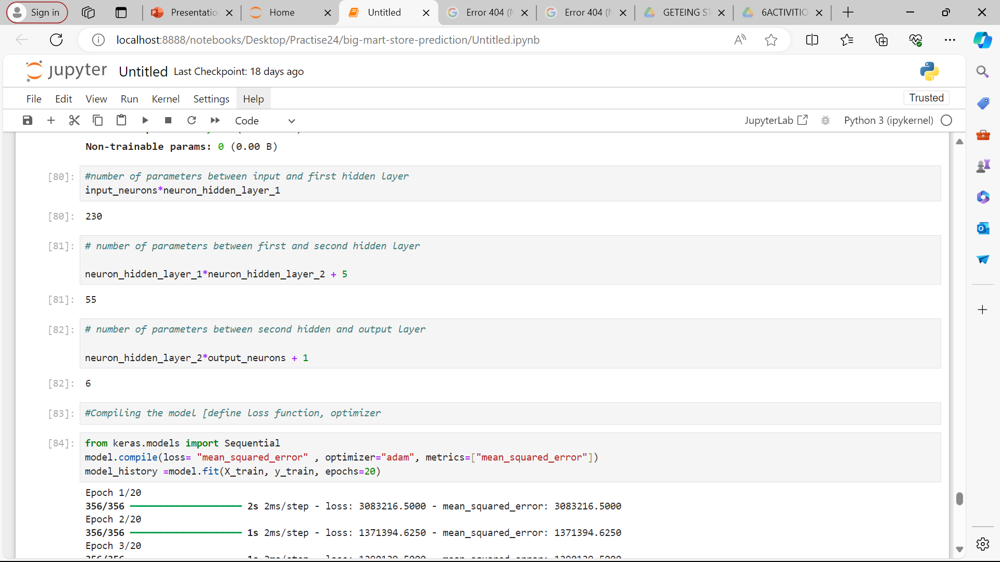 Sign in
Presentatio
Home
Untitled
Error 404 (N
Error 404 (N
GETEING ST
6ACTIVITIO
localhost:8888/notebooks/Desktop/Practise24/big-mart-store-prediction/Untitled.ipynb
jupyter Untitled Last Checkpoint: 18 days ago
File Edit View Run Kernel Settings Help
Trusted
Code
JupyterLab
Python 3 (ipykernel)
Non-trainable params: 0 (0.00 B)
[80]: #number of parameters between input and first hidden layer
input_neurons*neuron_hidden_layer_1
[80]: 230
[81]: # number of parameters between first and second hidden layer
neuron_hidden_layer_1*neuron_hidden_layer_2 + 5
[81]: 55
[82]: # number of parameters between second hidden and output layer
neuron_hidden_layer_2*output_neurons + 1
[82]: 6
[83]: #Compiling the model [define loss function, optimizer
[84]: from keras.models import Sequential
model.compile(loss= "mean_squared_error" , optimizer="adam", metrics=["mean_squared_error"])
model_history =model.fit(X_train, y_train, epochs=20)
Epoch 1/20
356/356 ━━━━━━━━━━━━━━━━━━━━ 2s 2ms/step - loss: 3083216.5000 - mean_squared_error: 3083216.5000
Epoch 2/20
356/356 ━━━━━━━━━━━━━━━━━━━━ 1s 2ms/step - loss: 1371394.6250 - mean_squared_error: 1371394.6250
Epoch 3/20